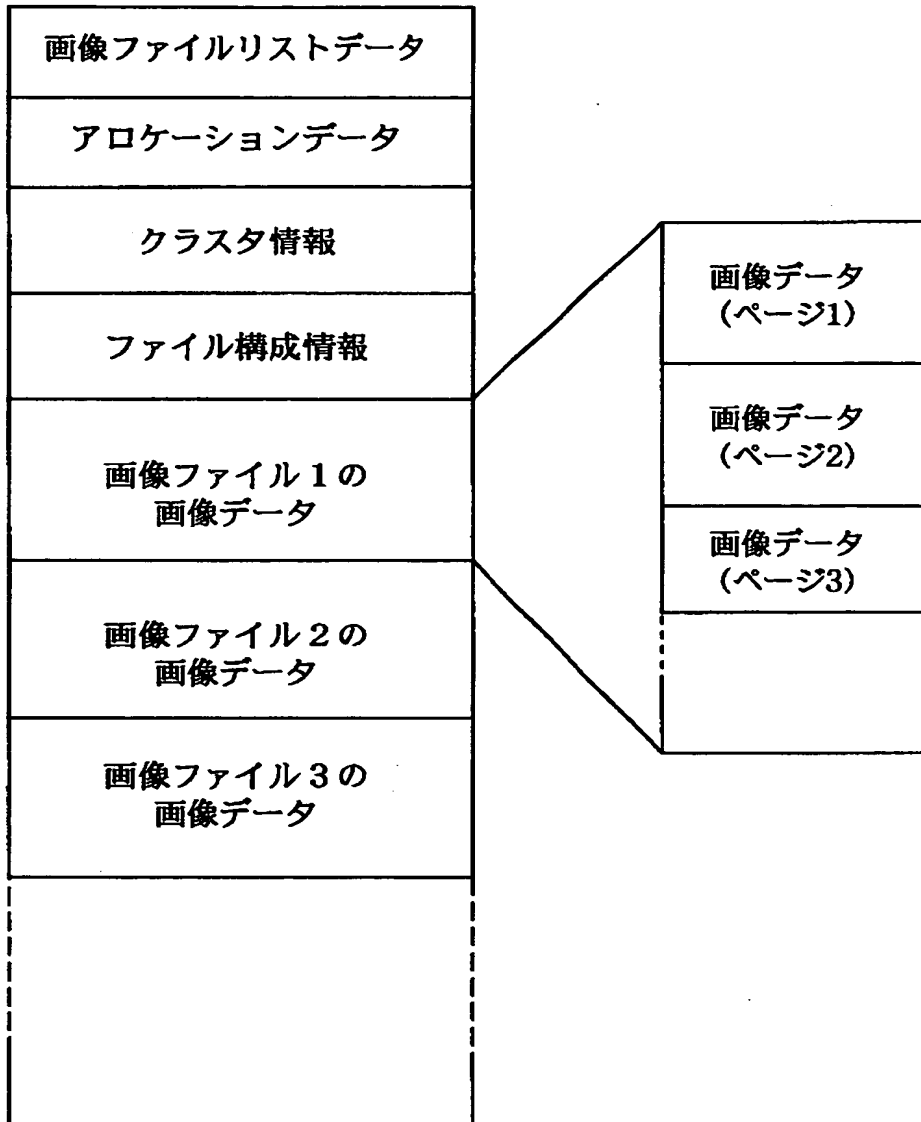 画像ファイルリストデータ
アロケーションデータ
クラスタ情報
ファイル構成情報
画像ファイル1の
画像データ
画像ファイル2の
画像データ
画像ファイル3の
画像データ
画像データ
(ページ1)
画像データ
(ページ2)
画像データ
(ページ3)